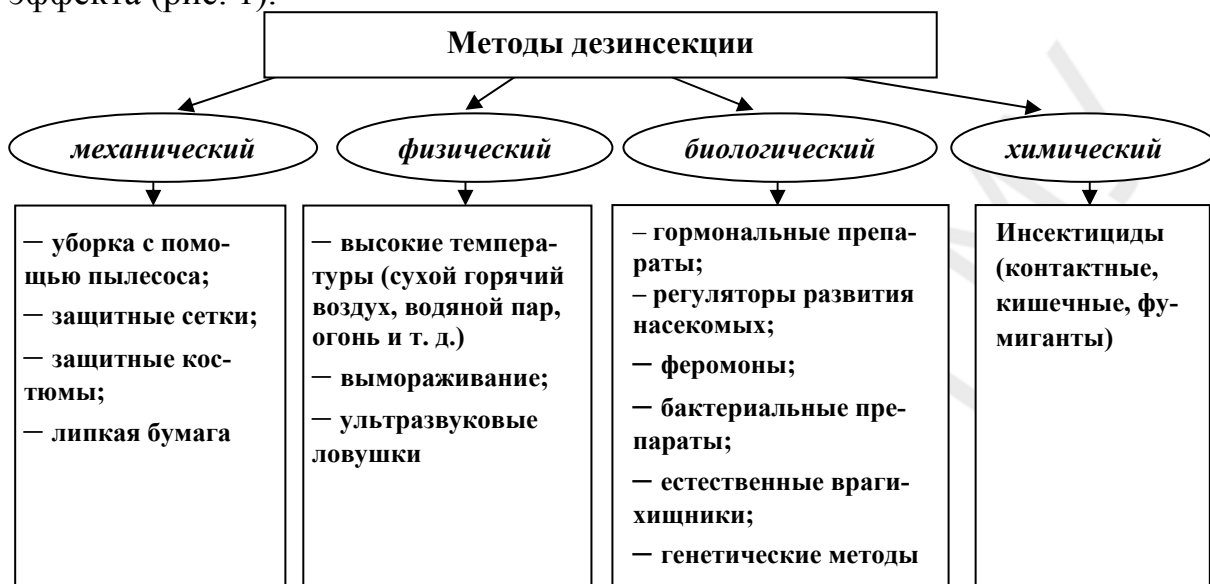 эффекта (рис. 1).
Методы дезинсекции
механический
физический
биологический
химический
— уборка с помо-
щью пылесоса;
— защитные сетки;
— защитные кос-
тюмы;
— липкая бумага
— высокие темпера-
туры (сухой горячий
воздух, водяной пар,
огонь и т. д.)
— вымораживание;
— ультразвуковые
ловушки
– гормональные препа-
раты;
– регуляторы развития
насекомых;
— феромоны;
— бактериальные пре-
параты;
— естественные враги-
хищники;
— генетические методы
Инсектициды
(контактные,
кишечные, фу-
миганты)